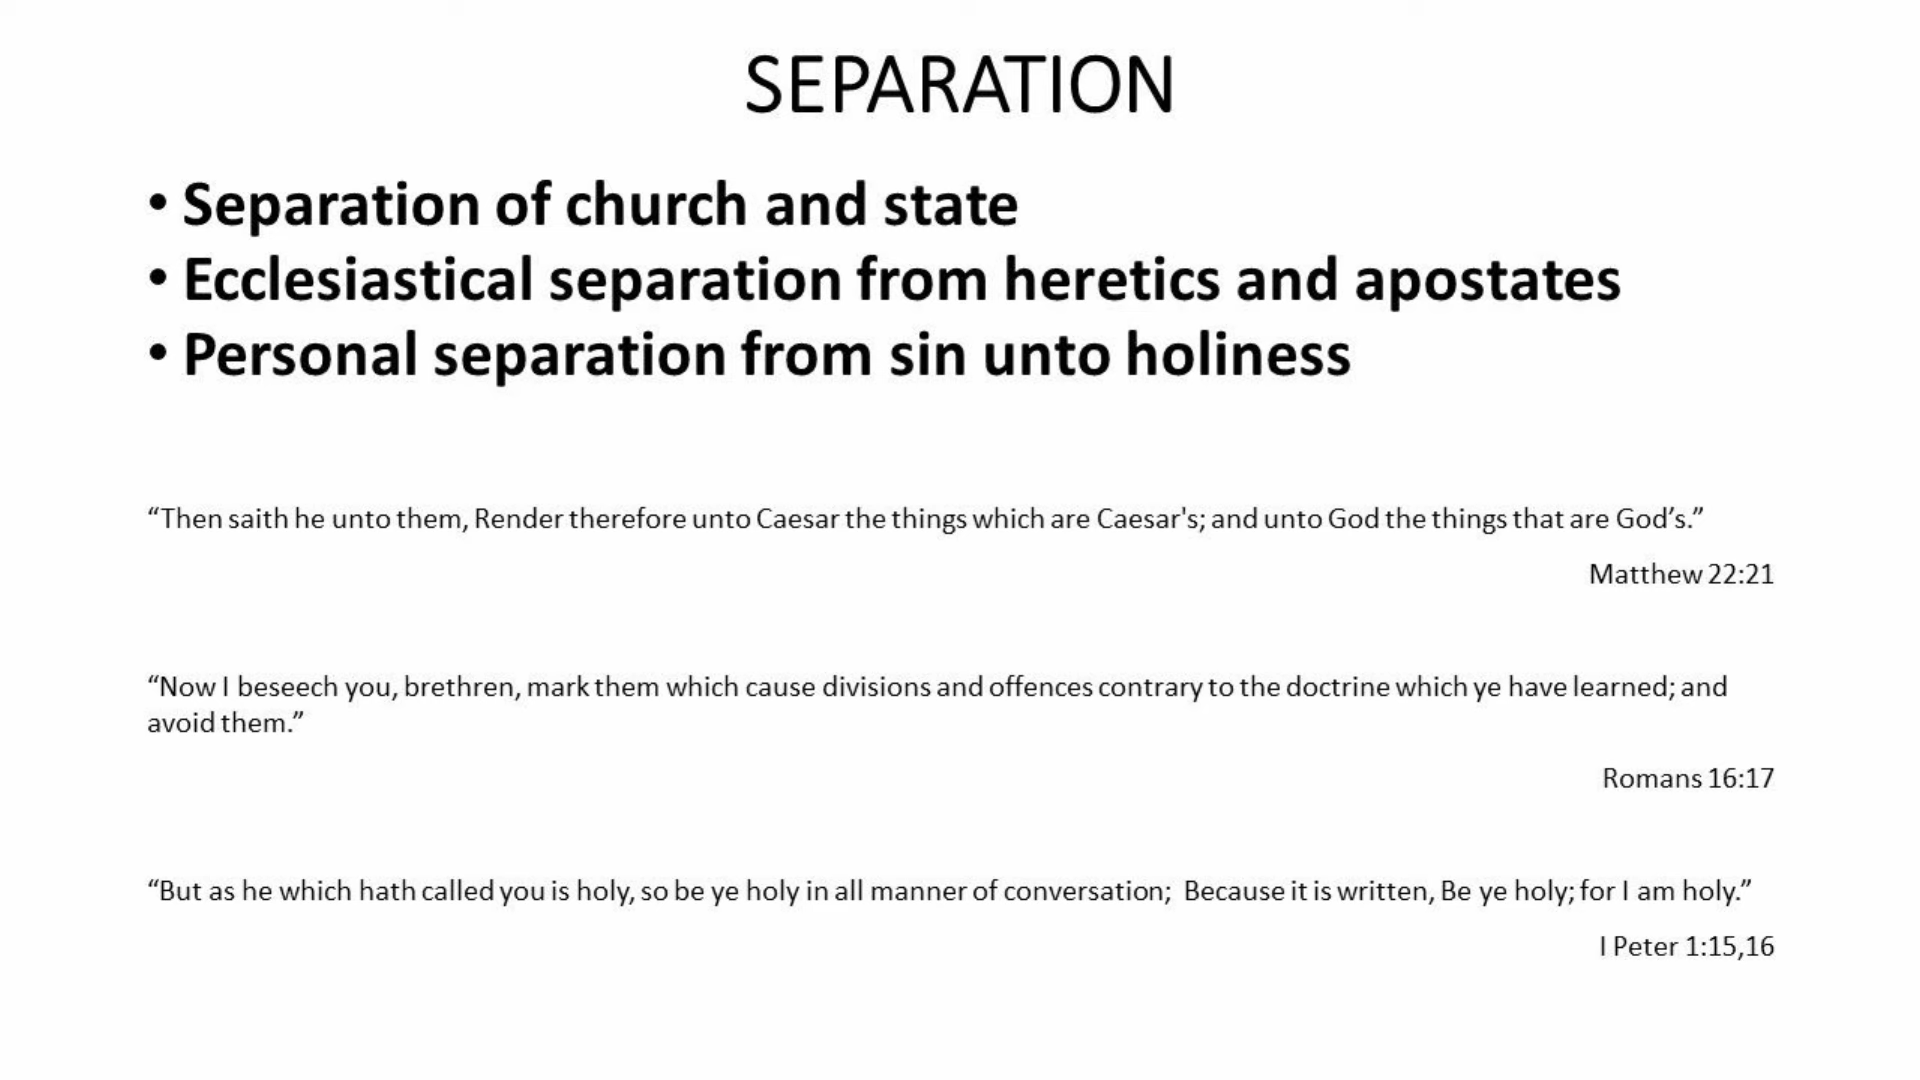 SEPARATION
• Separation of church and state
• Ecclesiastical separation from heretics and apostates
• Personal separation from sin unto holiness
“Then saith he unto them, Render therefore unto Caesar the things which are Caesar's; and unto God the things that are God’s.”
Matthew 22:21
“Now I beseech you, brethren, mark them which cause divisions and offences contrary to the doctrine which ye have learned; and
avoid them.”
Romans 16:17
“But as he which hath called you is holy, so be ye holy in all manner of conversation;  Because it is written, Be ye holy; for I am holy.”
I Peter 1:15,16